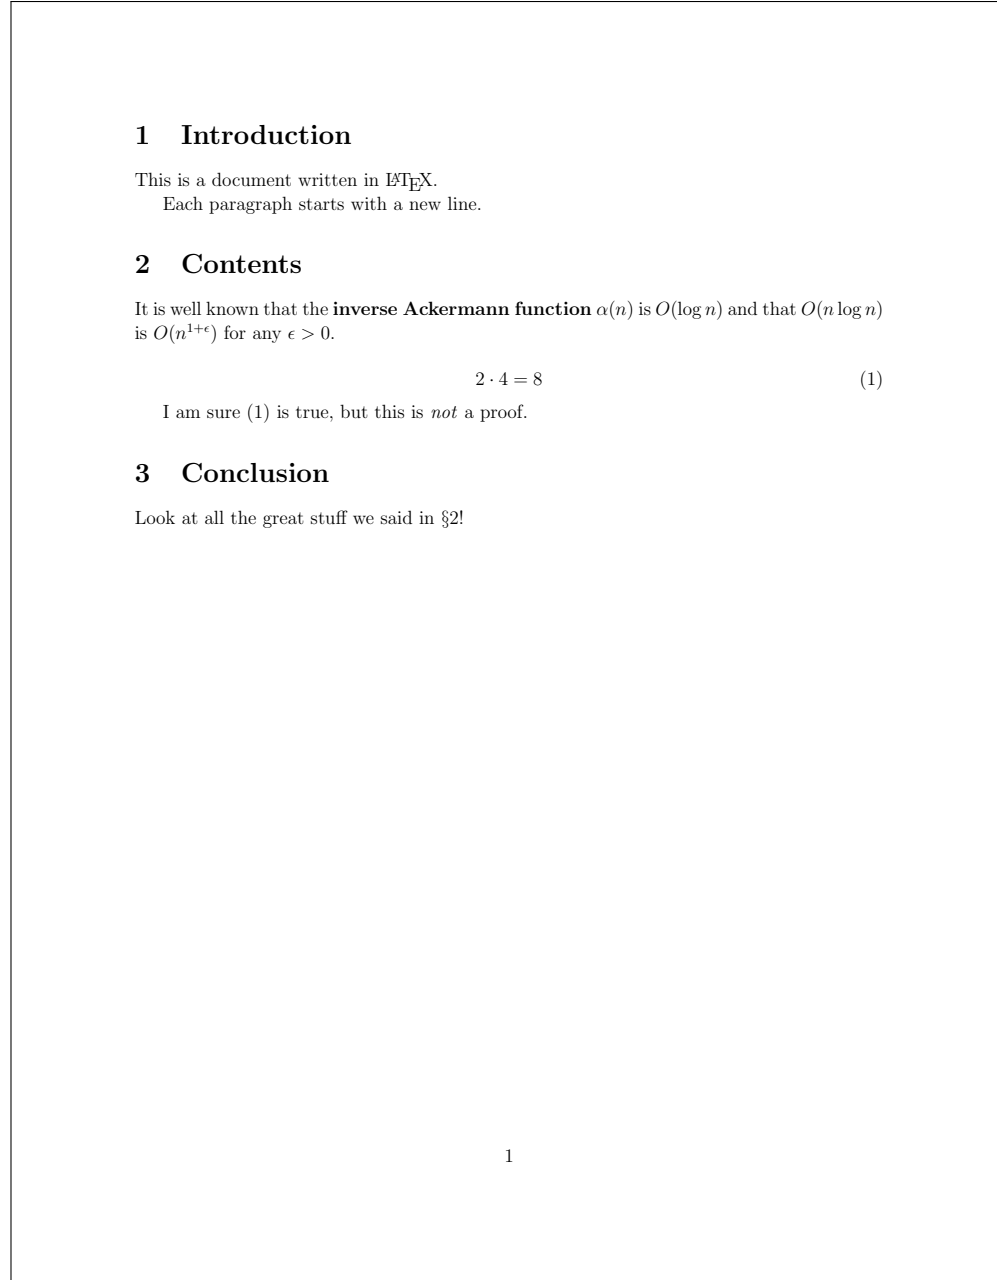 1 Introduction
This is a document written in LaTeX.
Each paragraph starts with a new line.
2 Contents
It is well known that the inverse Ackermann function α(n) is O(log n) and that O(n log n)
is O(n^{1+ϵ}) for any ϵ > 0.
2 · 4 = 8 (1)
I am sure (1) is true, but this is not a proof.
3 Conclusion
Look at all the great stuff we said in §2!
1